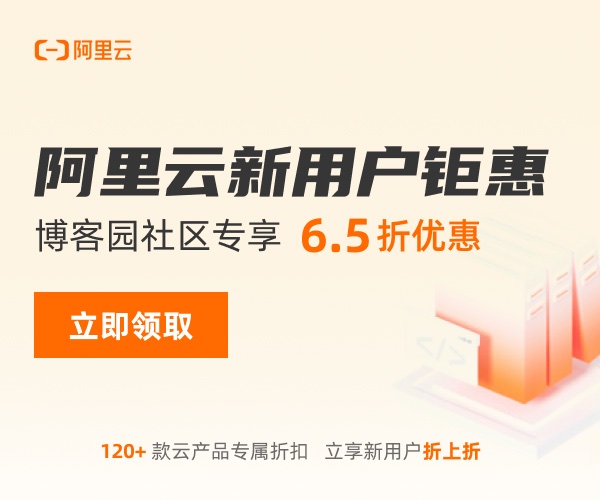 阿里云
阿里云新用户钜惠
博客园社区专享 6.5折优惠
立即领取
</>
120+ 款云产品专属折扣 立享新用户折上折